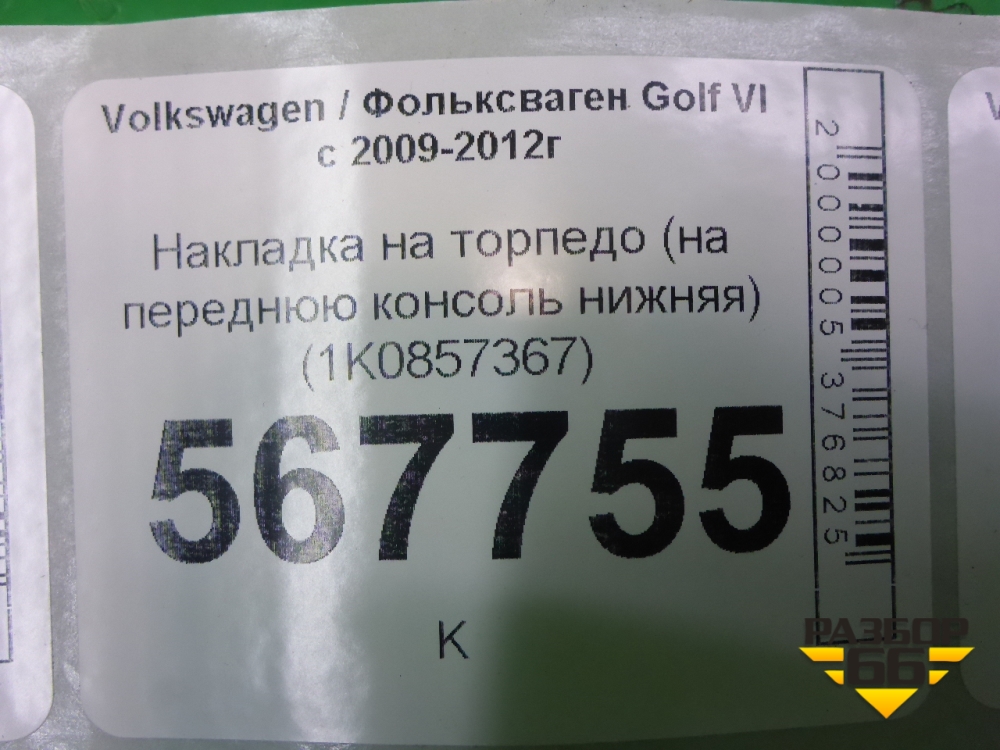 Volkswagen / Фольксваген Golf VI
с 2009-2012г
Накладка на торпедо (на
переднюю консоль нижняя)
(1K0857367)
567755
К
2000005376825
РАЗБОР
66